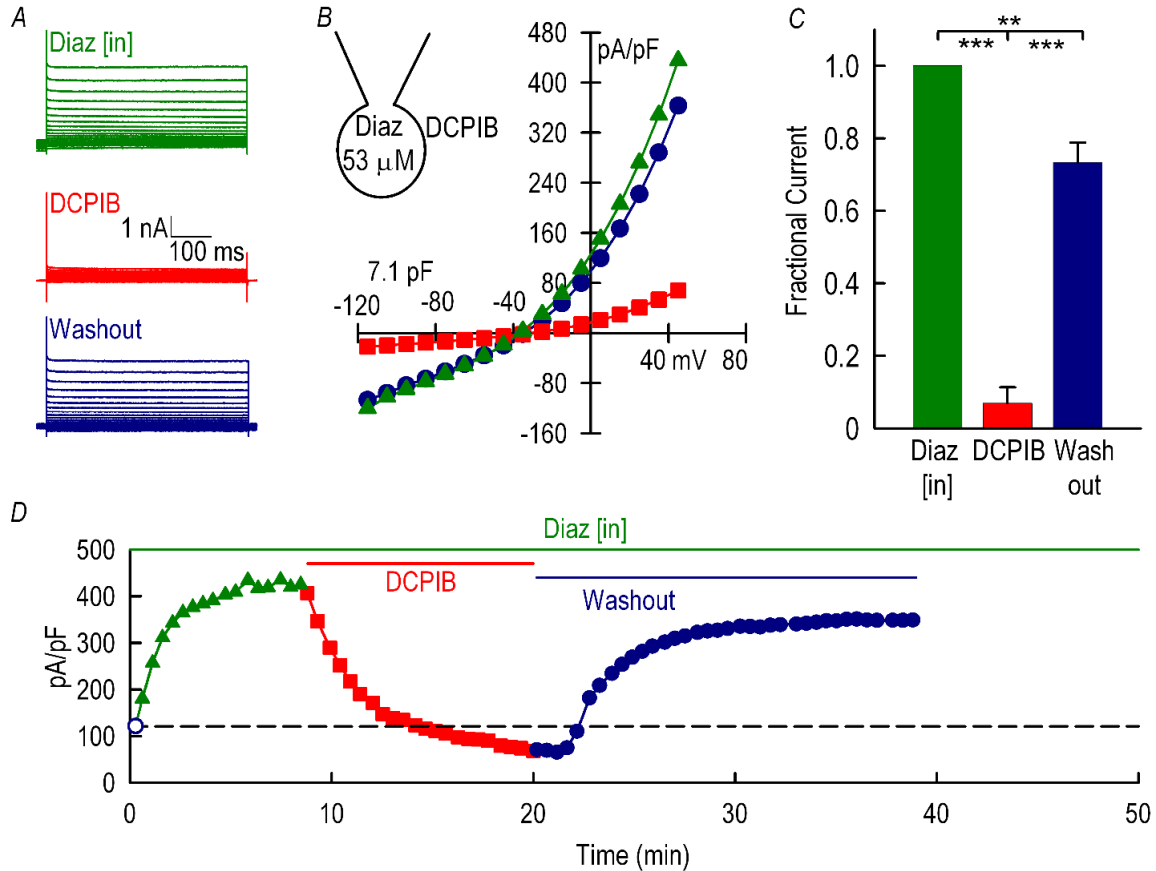 A
Diaz [in]
DCPIB
1 nA
100 ms
Washout
B
Diaz
53 μM
DCPIB
7.1 pF
pA/pF
480
400
320
240
160
80
-80
-160
-120
-80
-40
40 mV
80
C
**
***
***
Fractional Current
1.0
0.8
0.6
0.4
0.2
0
Diaz
[in]
DCPIB
Wash
out
D
Diaz [in]
DCPIB
Washout
pA/pF
500
400
300
200
100
0
0
10
20
30
40
50
Time (min)